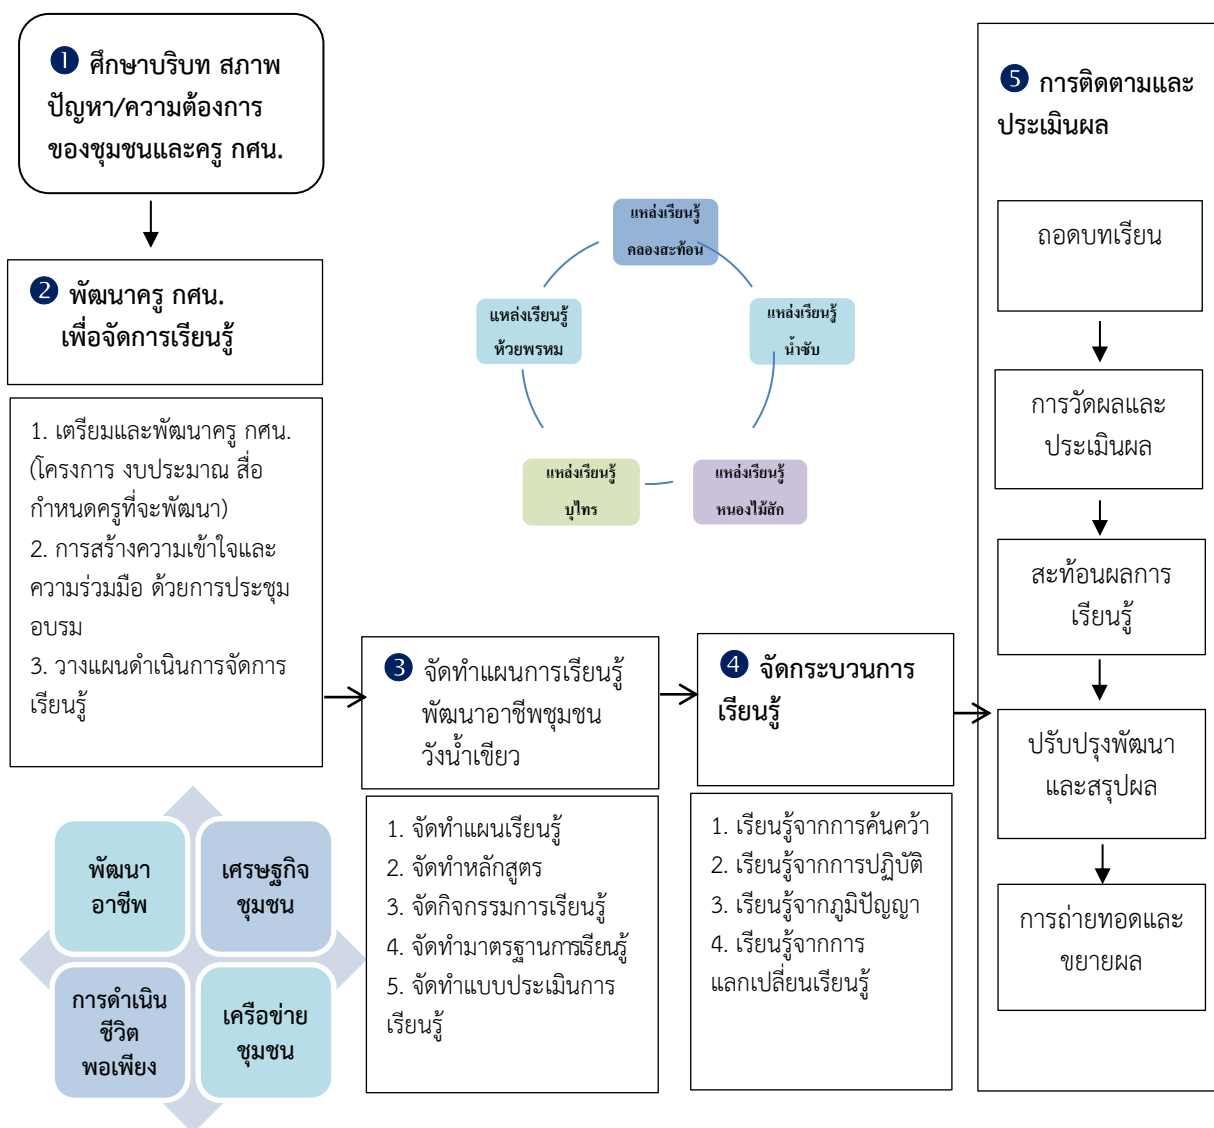 ❶ ศึกษาบริบท สภาพ
ปัญหา/ความต้องการ
ของชุมชนและครู กศน.
❷ พัฒนาครู กศน.
เพื่อจัดการเรียนรู้
1. เตรียมและพัฒนาครู กศน.
(โครงการ งบประมาณ สื่อ
กำหนดครูที่จะพัฒนา)
2. การสร้างความเข้าใจและ
ความร่วมมือ ด้วยการประชุม
อบรม
3. วางแผนดำเนินการจัดการ
เรียนรู้
พัฒนา
อาชีพ
เศรษฐกิจ
ชุมชน
การดำเนิน
ชีวิต
พอเพียง
เครือข่าย
ชุมชน
แหล่งเรียนรู้
คลองสะท้อน
แหล่งเรียนรู้
น้ำซับ
แหล่งเรียนรู้
หนองไม้สัก
แหล่งเรียนรู้
บุไทร
แหล่งเรียนรู้
ห้วยพรหม
❸ จัดทำแผนการเรียนรู้
พัฒนาอาชีพชุมชน
วังน้ำเขียว
1. จัดทำแผนเรียนรู้
2. จัดทำหลักสูตร
3. จัดกิจกรรมการเรียนรู้
4. จัดทำมาตรฐานการเรียนรู้
5. จัดทำแบบประเมินการ
เรียนรู้
❹ จัดกระบวนการ
เรียนรู้
1. เรียนรู้จากการค้นคว้า
2. เรียนรู้จากการปฏิบัติ
3. เรียนรู้จากภูมิปัญญา
4. เรียนรู้จากการ
แลกเปลี่ยนเรียนรู้
❺ การติดตามและ
ประเมินผล
ถอดบทเรียน
การวัดผลและ
ประเมินผล
สะท้อนผลการ
เรียนรู้
ปรับปรุงพัฒนา
และสรุปผล
การถ่ายทอดและ
ขยายผล